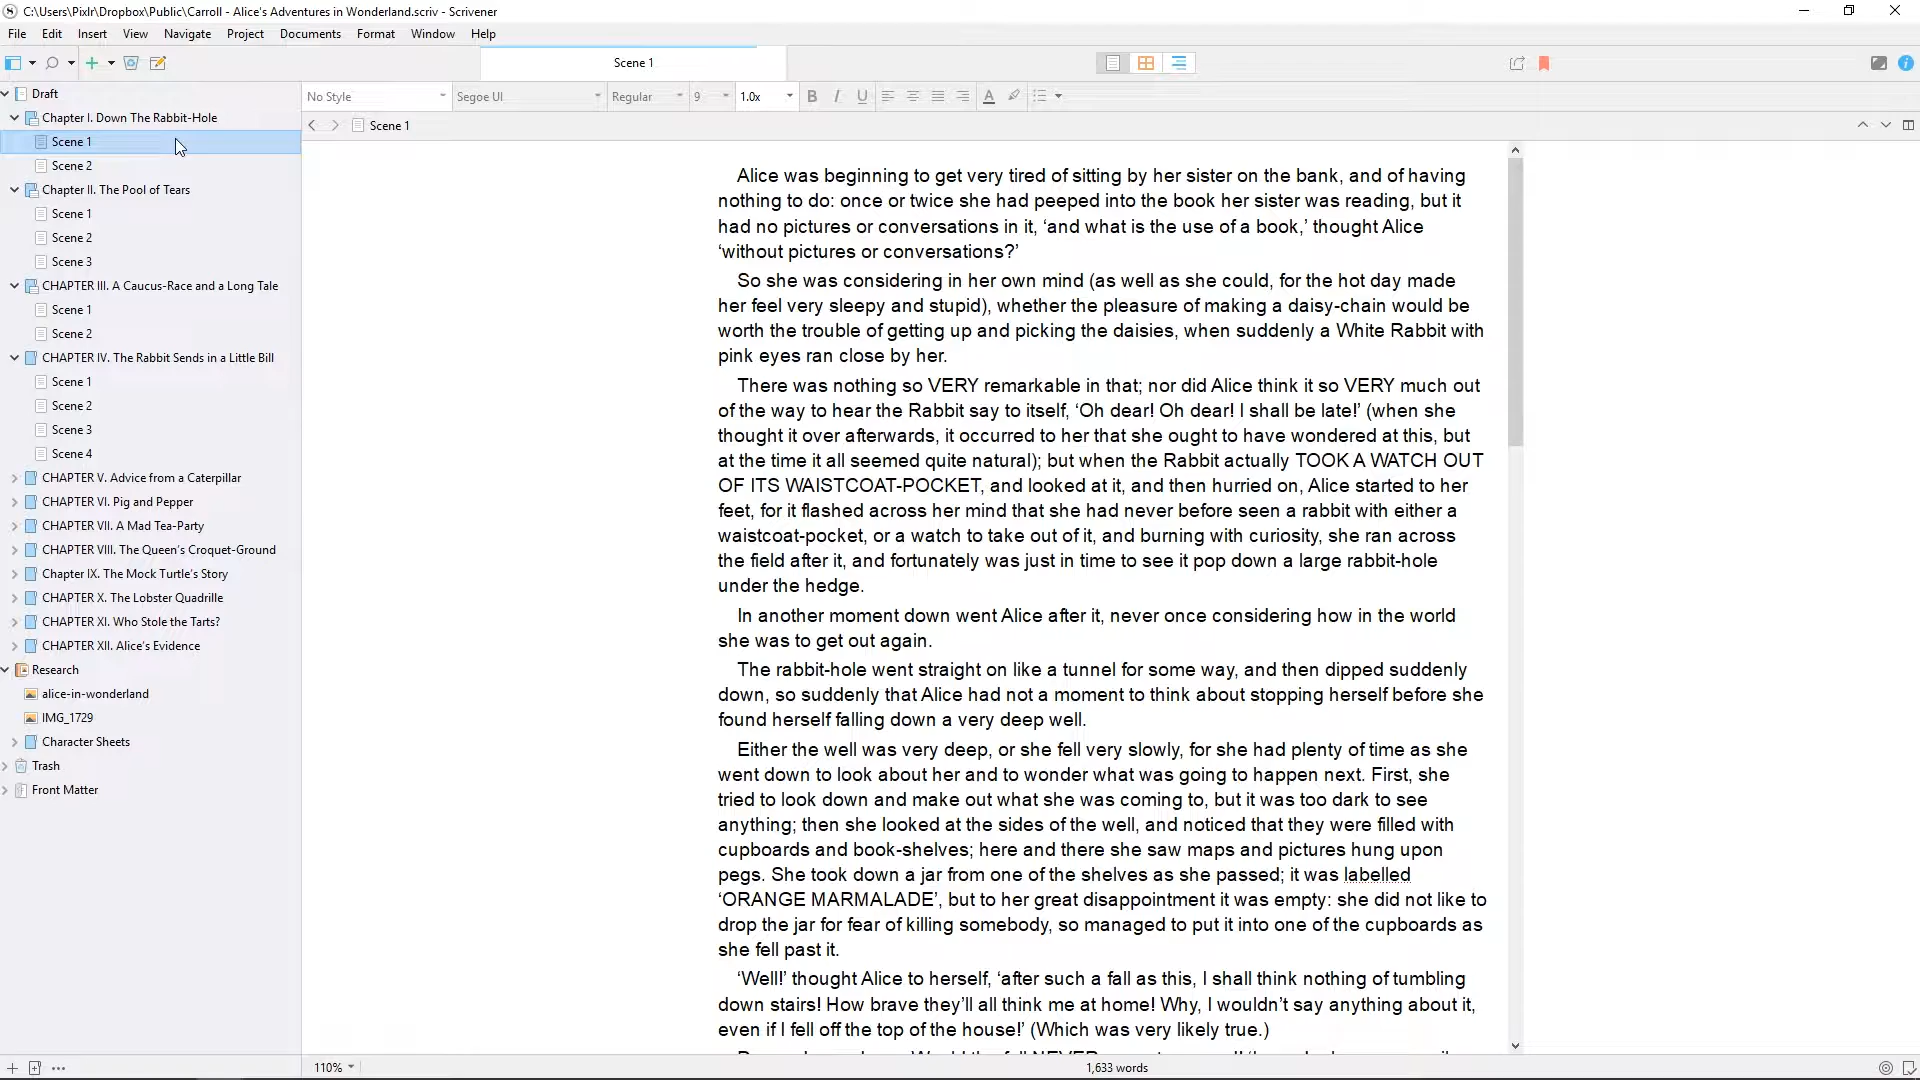 C:\Users\Pixlr\Dropbox\Public\Carroll - Alice's Adventures in Wonderland.scriv - Scrivener
File Edit Insert View Navigate Project Documents Format Window Help
Scene 1
Draft
Chapter I. Down The Rabbit-Hole
Scene 1
Scene 2
Chapter II. The Pool of Tears
Scene 1
Scene 2
Scene 3
CHAPTER III. A Caucus-Race and a Long Tale
Scene 1
Scene 2
CHAPTER IV. The Rabbit Sends in a Little Bill
Scene 1
Scene 2
Scene 3
Scene 4
CHAPTER V. Advice from a Caterpillar
CHAPTER VI. Pig and Pepper
CHAPTER VII. A Mad Tea-Party
CHAPTER VIII. The Queen's Croquet-Ground
Chapter IX. The Mock Turtle's Story
CHAPTER X. The Lobster Quadrille
CHAPTER XI. Who Stole the Tarts?
CHAPTER XII. Alice's Evidence
Research
alice-in-wonderland
IMG_1729
Character Sheets
Trash
Front Matter
No Style Segoe UI Regular 9 1.0x B I U A
Scene 1
Alice was beginning to get very tired of sitting by her sister on the bank, and of having
nothing to do: once or twice she had peeped into the book her sister was reading, but it
had no pictures or conversations in it, ‘and what is the use of a book,’ thought Alice
‘without pictures or conversations?’
So she was considering in her own mind (as well as she could, for the hot day made
her feel very sleepy and stupid), whether the pleasure of making a daisy-chain would be
worth the trouble of getting up and picking the daisies, when suddenly a White Rabbit with
pink eyes ran close by her.
There was nothing so VERY remarkable in that; nor did Alice think it so VERY much out
of the way to hear the Rabbit say to itself, ‘Oh dear! Oh dear! I shall be late!’ (when she
thought it over afterwards, it occurred to her that she ought to have wondered at this, but
at the time it all seemed quite natural); but when the Rabbit actually TOOK A WATCH OUT
OF ITS WAISTCOAT-POCKET, and looked at it, and then hurried on, Alice started to her
feet, for it flashed across her mind that she had never before seen a rabbit with either a
waistcoat-pocket, or a watch to take out of it, and burning with curiosity, she ran across
the field after it, and fortunately was just in time to see it pop down a large rabbit-hole
under the hedge.
In another moment down went Alice after it, never once considering how in the world
she was to get out again.
The rabbit-hole went straight on like a tunnel for some way, and then dipped suddenly
down, so suddenly that Alice had not a moment to think about stopping herself before she
found herself falling down a very deep well.
Either the well was very deep, or she fell very slowly, for she had plenty of time as she
went down to look about her and to wonder what was going to happen next. First, she
tried to look down and make out what she was coming to, but it was too dark to see
anything; then she looked at the sides of the well, and noticed that they were filled with
cupboards and book-shelves; here and there she saw maps and pictures hung upon
pegs. She took down a jar from one of the shelves as she passed; it was labelled
‘ORANGE MARMALADE’, but to her great disappointment it was empty: she did not like to
drop the jar for fear of killing somebody, so managed to put it into one of the cupboards as
she fell past it.
‘Well!’ thought Alice to herself, ‘after such a fall as this, I shall think nothing of tumbling
down stairs! How brave they’ll all think me at home! Why, I wouldn’t say anything about it,
even if I fell off the top of the house!’ (Which was very likely true.)
110%
1,633 words